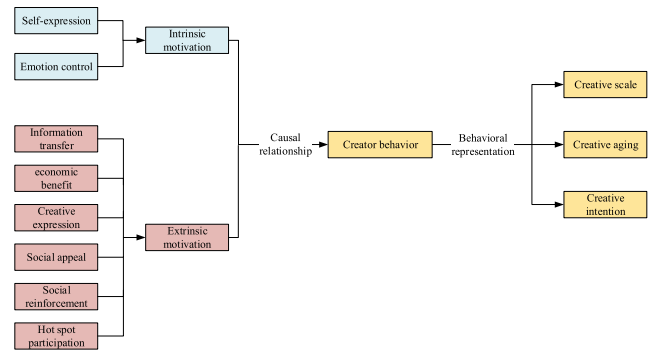 Self-expression
Emotion control
Intrinsic
motivation
Information
transfer
economic
benefit
Creative
expression
Social appeal
Social
reinforcement
Hot spot
participation
Extrinsic
motivation
Causal
relationship
Creator behavior
Behavioral
representation
Creative scale
Creative aging
Creative
intention